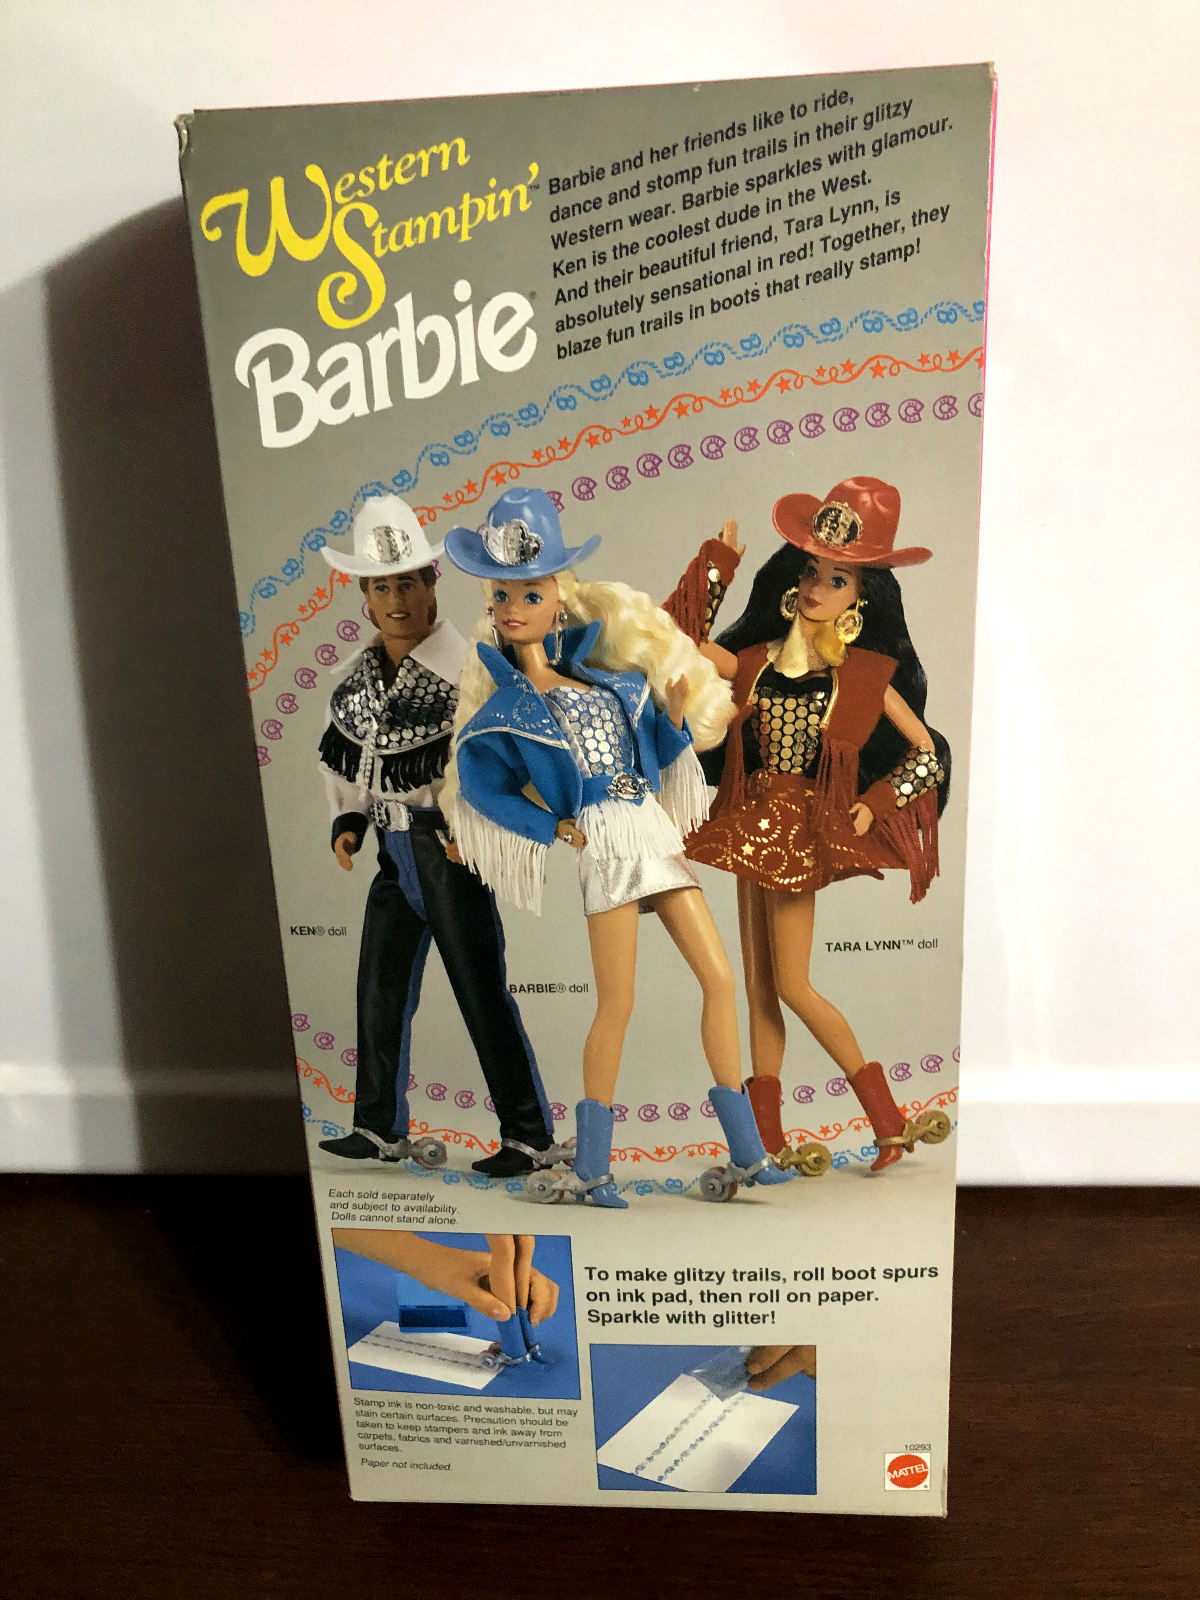 Western
Stampin'™
Barbie®
Barbie and her friends like to ride,
dance and stomp fun trails in their glitzy
Western wear. Barbie sparkles with glamour.
Ken is the coolest dude in the West.
And their beautiful friend, Tara Lynn, is
absolutely sensational in red! Together, they
blaze fun trails in boots that really stamp!
KEN® doll
BARBIE® doll
TARA LYNN™ doll
Each sold separately
and subject to availability.
Dolls cannot stand alone.
To make glitzy trails, roll boot spurs
on ink pad, then roll on paper.
Sparkle with glitter!
Stamp ink is non-toxic and washable, but may
stain certain surfaces. Precaution should be
taken to keep stampers and ink away from
carpets, fabrics and varnished/unvarnished
surfaces.
Paper not included.
10293
MATTEL